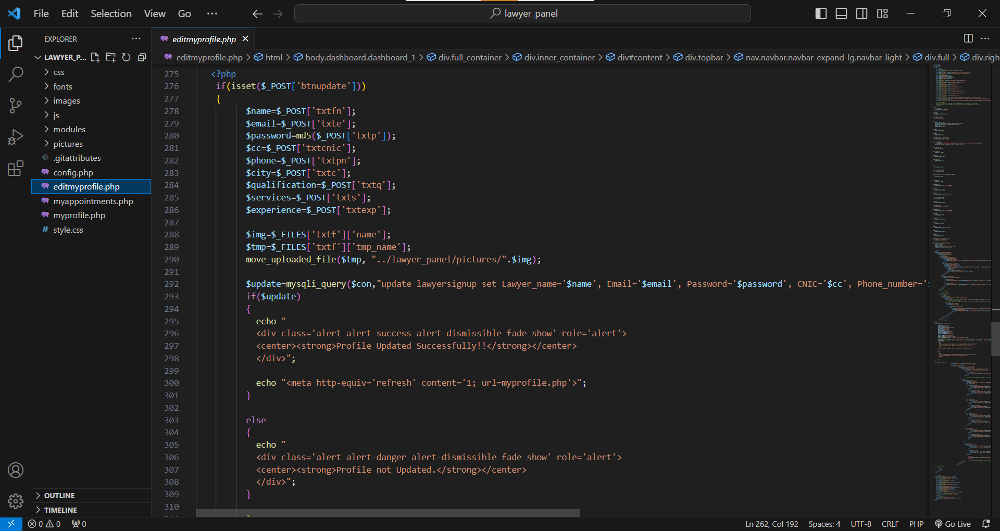 File Edit Selection View Go ··· lawyer_panel
EXPLORER ···
editmyprofile.php
LAWYER_P...
editmyprofile.php > html > body.dashboard.dashboard_1 > div.full_container > div.inner_container > div#content > div.topbar > nav.navbar.navbar-expand-lg.navbar-light > div.full > div.righ
css
fonts
images
js
modules
pictures
.gitattributes
config.php
editmyprofile.php
myappointments.php
myprofile.php
# style.css
OUTLINE
TIMELINE
275 <?php
276 if(isset($_POST['btnupdate']))
277 {
278 $name=$_POST['txtfn'];
279 $email=$_POST['txte'];
280 $password=md5($_POST['txtp']);
281 $cc=$_POST['txtcnic'];
282 $phone=$_POST['txtpn'];
283 $city=$_POST['txtc'];
284 $qualification=$_POST['txtq'];
285 $services=$_POST['txts'];
286 $experience=$_POST['txtexp'];
287
288 $img=$_FILES['txtf']['name'];
289 $tmp=$_FILES['txtf']['tmp_name'];
290 move_uploaded_file($tmp, "../lawyer_panel/pictures/".$img);
291
292 $update=mysqli_query($con,"update lawyersignup set Lawyer_name='$name', Email='$email', Password='$password', CNIC='$cc', Phone_number='
293 if($update)
294 {
295 echo "
296 <div class='alert alert-success alert-dismissible fade show' role='alert'>
297 <center><strong>Profile Updated Successfully!!</strong></center>
298 </div>";
299
300 echo "<meta http-equiv='refresh' content='1; url=myprofile.php'>";
301 }
302
303 else
304 {
305 echo "
306 <div class='alert alert-danger alert-dismissible fade show' role='alert'>
307 <center><strong>Profile not Updated.</strong></center>
308 </div>";
309 }
310
0 0 0 Ln 262, Col 192 Spaces: 4 UTF-8 CRLF PHP Go Live